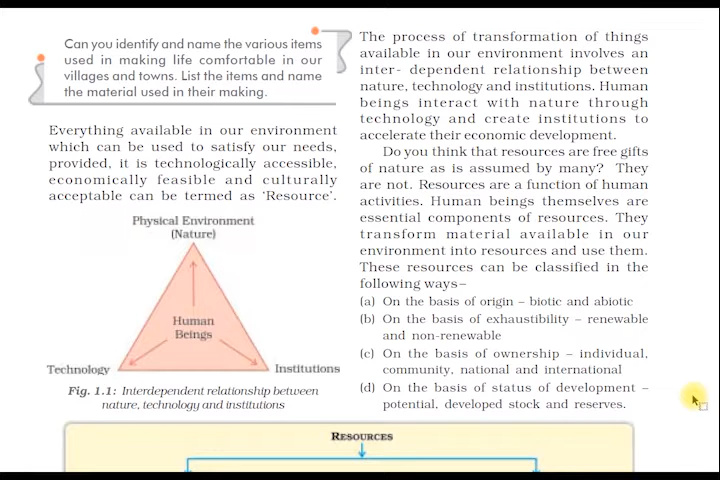 Can you identify and name the various items
used in making life comfortable in our
villages and towns. List the items and name
the material used in their making.
Everything available in our environment
which can be used to satisfy our needs,
provided, it is technologically accessible,
economically feasible and culturally
acceptable can be termed as ‘Resource’.
Physical Environment
(Nature)
Human
Beings
Technology
Institutions
Fig. 1.1: Interdependent relationship between
nature, technology and institutions
The process of transformation of things
available in our environment involves an
inter- dependent relationship between
nature, technology and institutions. Human
beings interact with nature through
technology and create institutions to
accelerate their economic development.
Do you think that resources are free gifts
of nature as is assumed by many? They
are not. Resources are a function of human
activities. Human beings themselves are
essential components of resources. They
transform material available in our
environment into resources and use them.
These resources can be classified in the
following ways–
(a) On the basis of origin – biotic and abiotic
(b) On the basis of exhaustibility – renewable
and non-renewable
(c) On the basis of ownership – individual,
community, national and international
(d) On the basis of status of development –
potential, developed stock and reserves.
RESOURCES